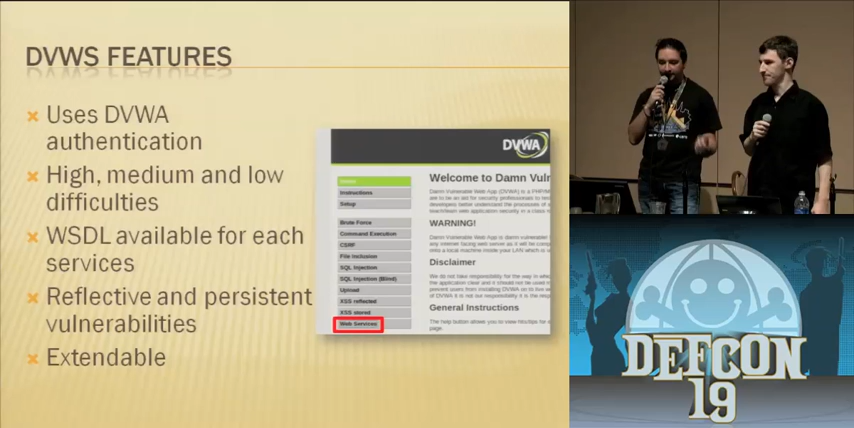 DVWS FEATURES
Uses DVWA
authentication
High, medium and low
difficulties
WSDL available for each
services
Reflective and persistent
vulnerabilities
Extendable
DVWA
Home
Instructions
Setup
Brute Force
Command Execution
CSRF
File Inclusion
SQL Injection
SQL Injection (Blind)
Upload
XSS reflected
XSS stored
Web Services
Welcome to Damn Vuln
WARNING!
Disclaimer
General Instructions
DEFCON
19